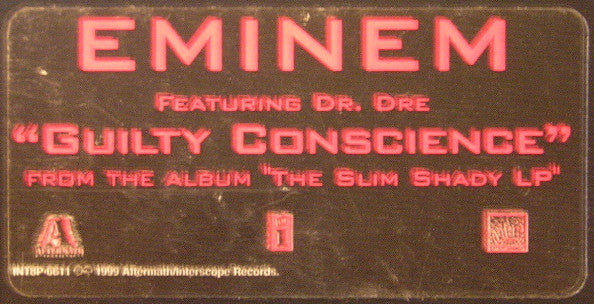 EMINEM
FEATURING DR. DRE
"GUILTY CONSCIENCE"
FROM THE ALBUM "THE SLIM SHADY LP"
AFTERMATH
i
INT8P-6611 ℗© 1999 Aftermath/Interscope Records.